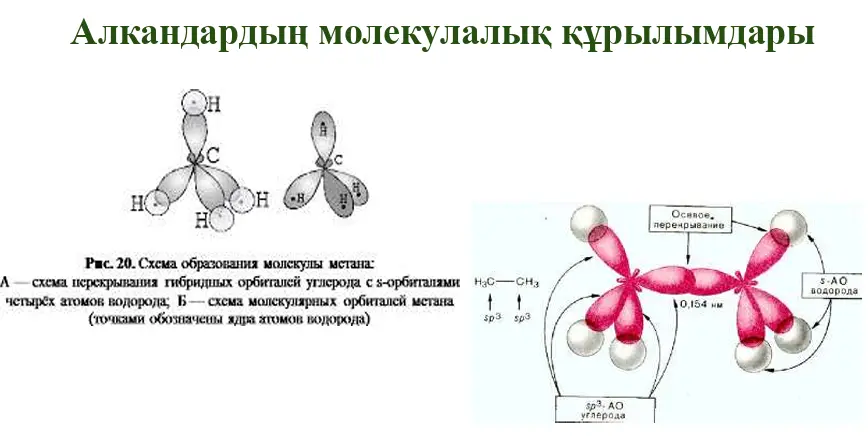 Алкандардың молекулалық құрылымдары
H
C
H
H
H
H
C
H
H
H
Рис. 20. Схема образования молекулы метана:
А — схема перекрывания гибридных орбиталей углерода с s-орбиталями
четырёх атомов водорода; Б — схема молекулярных орбиталей метана
(точками обозначены ядра атомов водорода)
Осевое
перекрывание
H₃C—CH₃
sp³ sp³
0,154 нм
s-АО
водорода
sp³-АО
углерода